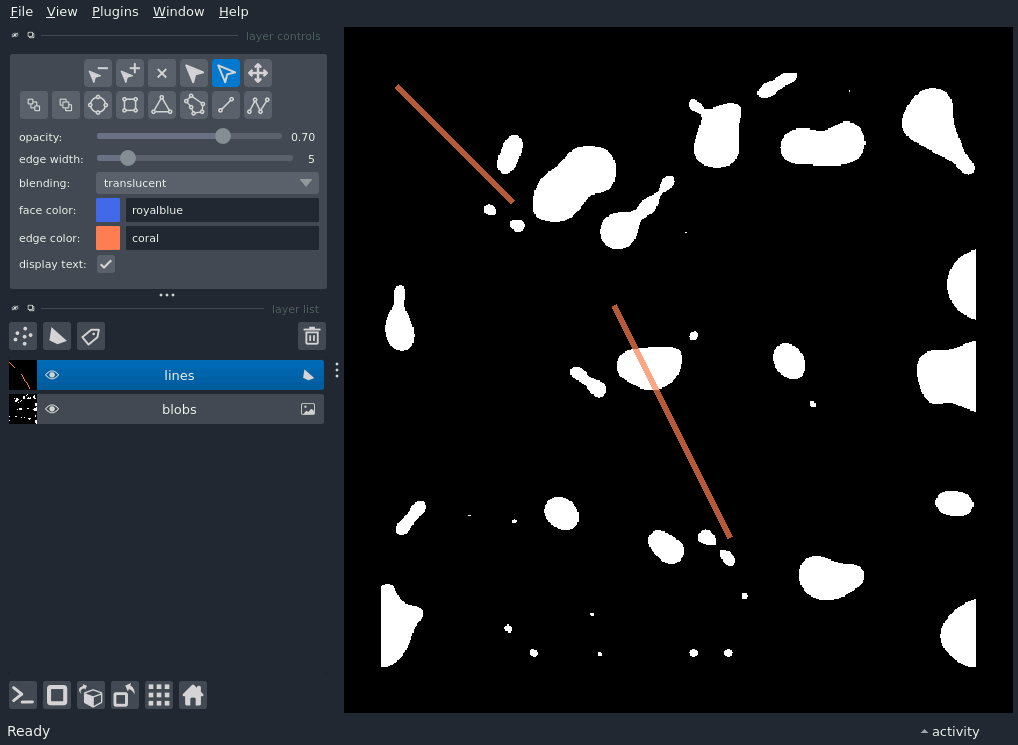 File View Plugins Window Help
layer controls
opacity: 0.70
edge width: 5
blending: translucent
face color: royalblue
edge color: coral
display text:
layer list
lines
blobs
Ready activity